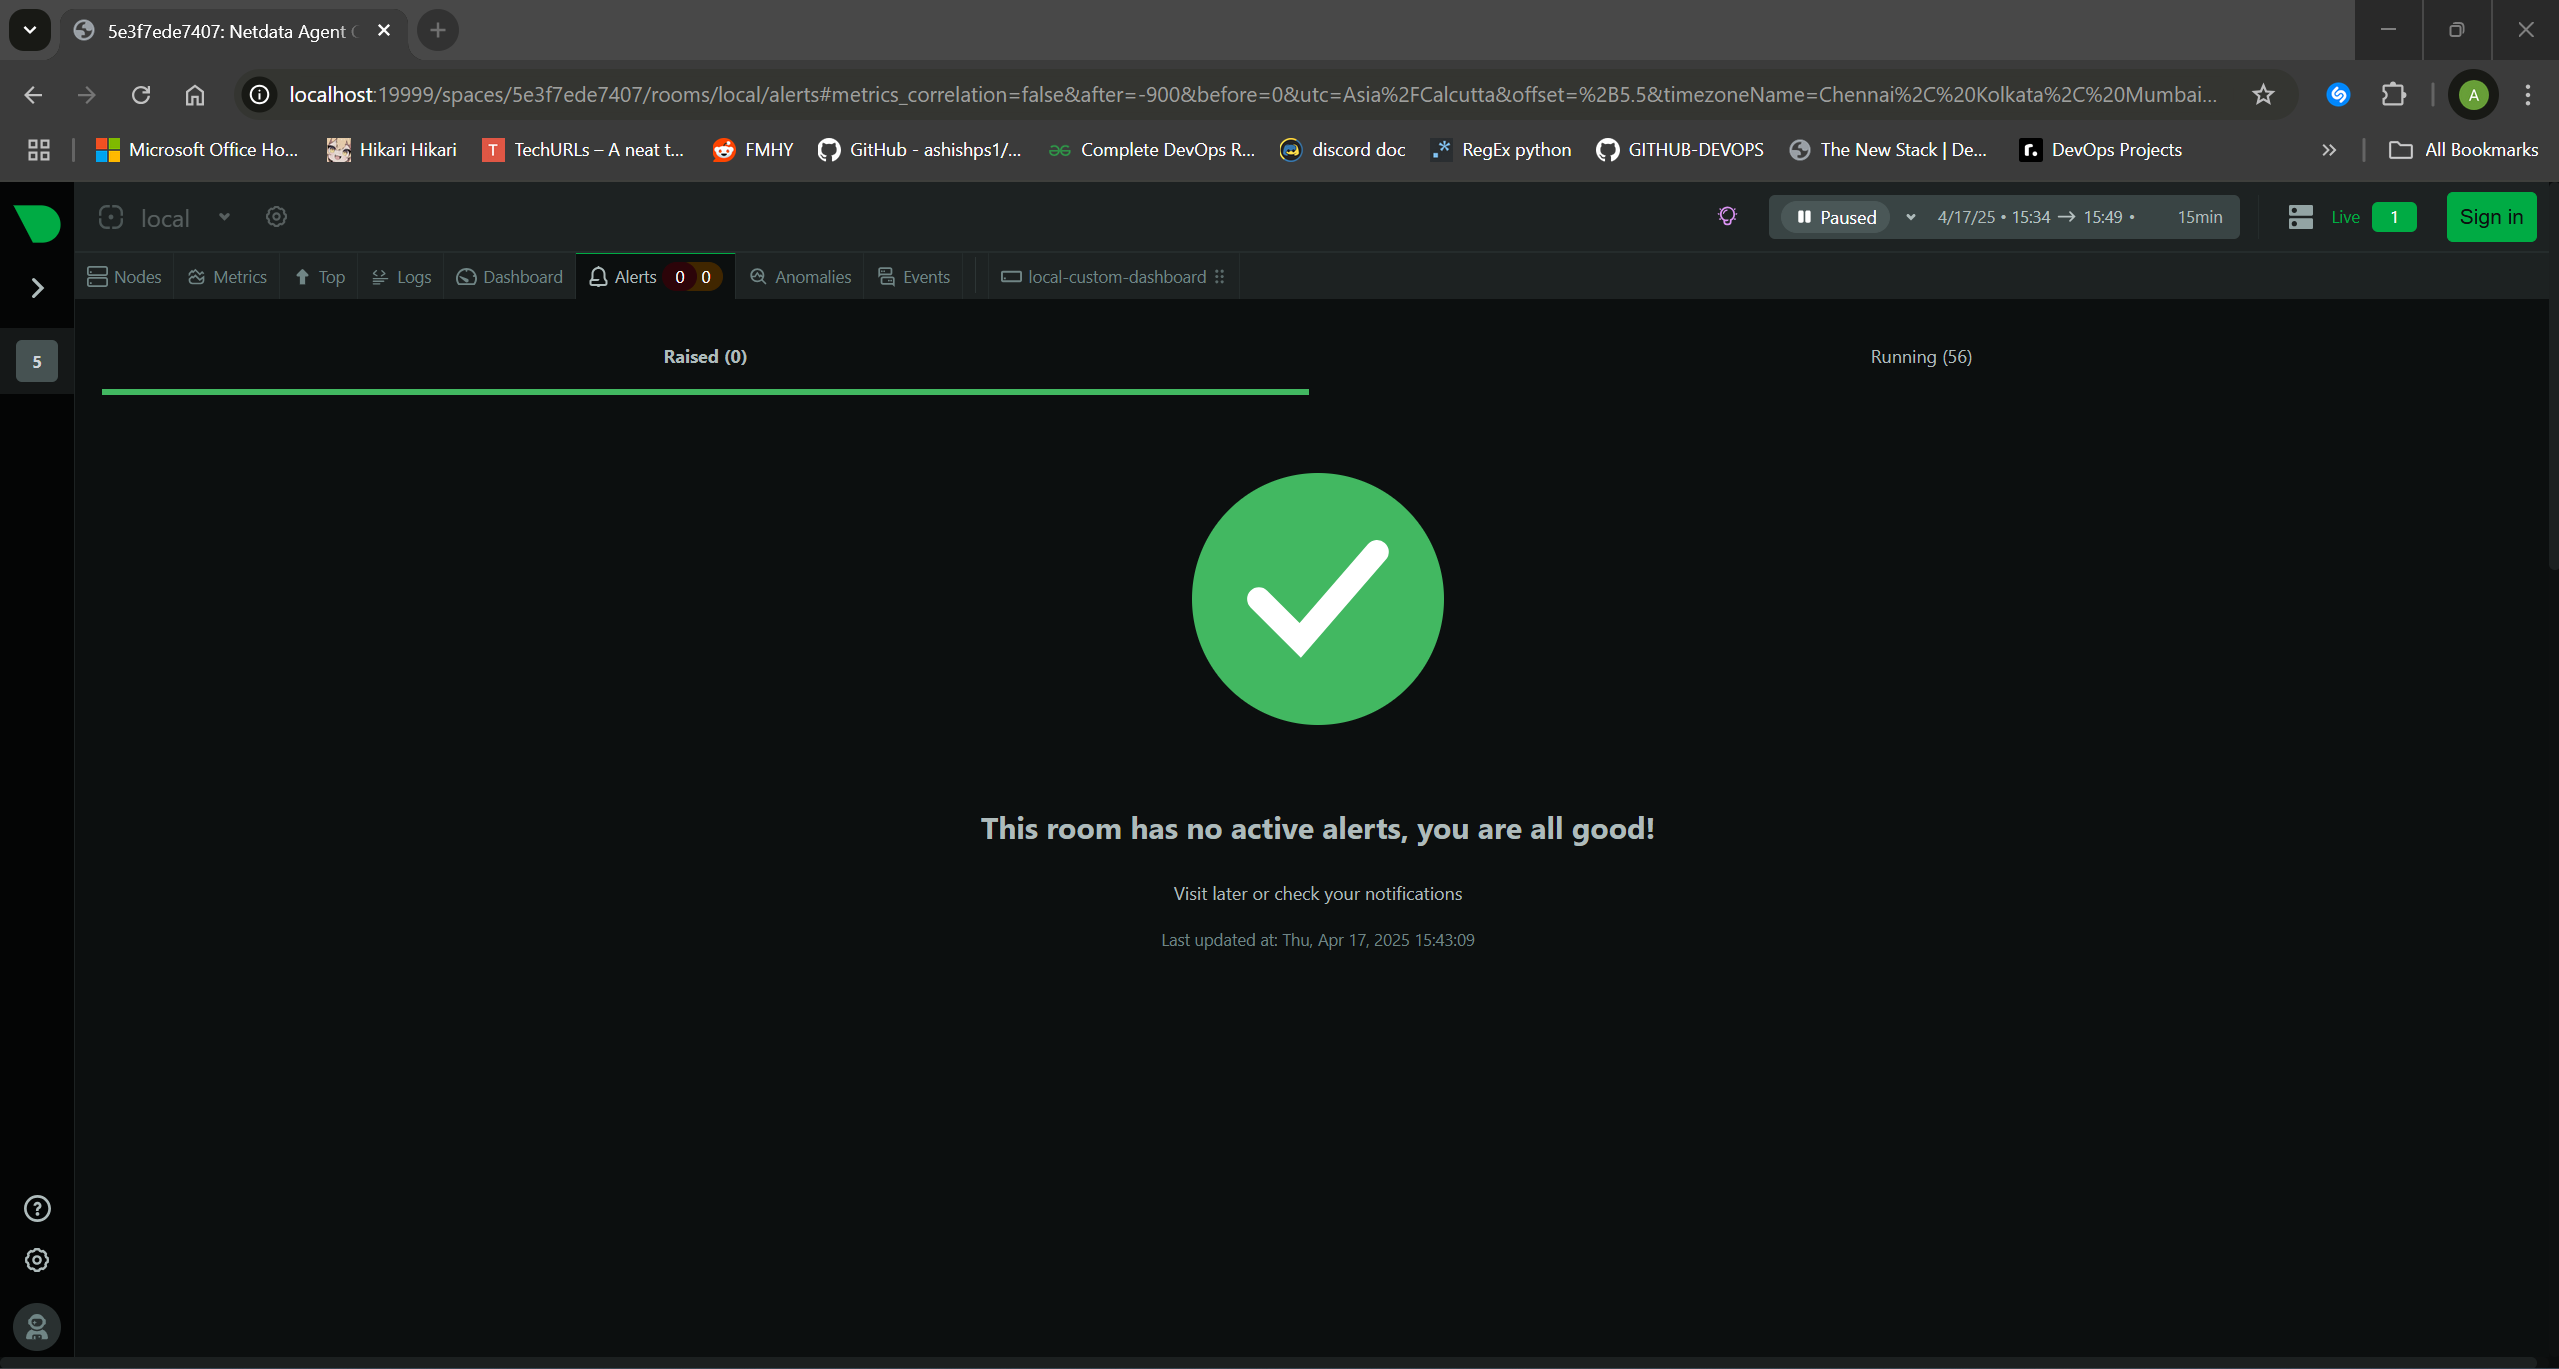 5e3f7ede7407: Netdata Agent
localhost:19999/spaces/5e3f7ede7407/rooms/local/alerts#metrics_correlation=false&after=-900&before=0&utc=Asia%2FCalcutta&offset=%2B5.5&timezoneName=Chennai%2C%20Kolkata%2C%20Mumbai...
A
Microsoft Office Ho...
Hikari Hikari
T
TechURLs – A neat t...
FMHY
GitHub - ashishps1/...
Complete DevOps R...
discord doc
RegEx python
GITHUB-DEVOPS
The New Stack | De...
r.
DevOps Projects
All Bookmarks
local
Paused
4/17/25 • 15:34 → 15:49 •
15min
Live
1
Sign in
Nodes
Metrics
Top
Logs
Dashboard
Alerts
0
0
Anomalies
Events
local-custom-dashboard
5
Raised (0)
Running (56)
This room has no active alerts, you are all good!
Visit later or check your notifications
Last updated at: Thu, Apr 17, 2025 15:43:09